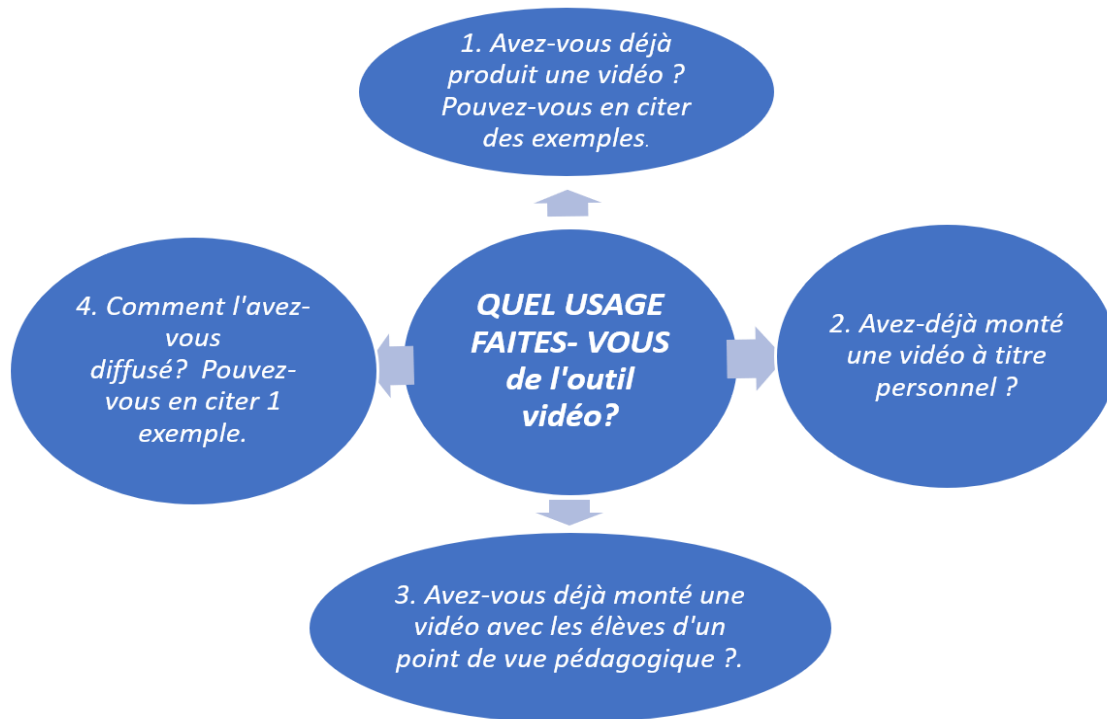 1. Avez-vous déjà
produit une vidéo ?
Pouvez-vous en citer
des exemples.
QUEL USAGE
FAITES- VOUS
de l'outil
vidéo?
2. Avez-déjà monté
une vidéo à titre
personnel ?
3. Avez-vous déjà monté une
vidéo avec les élèves d'un
point de vue pédagogique ?.
4. Comment l'avez-
vous
diffusé? Pouvez-
vous en citer 1
exemple.